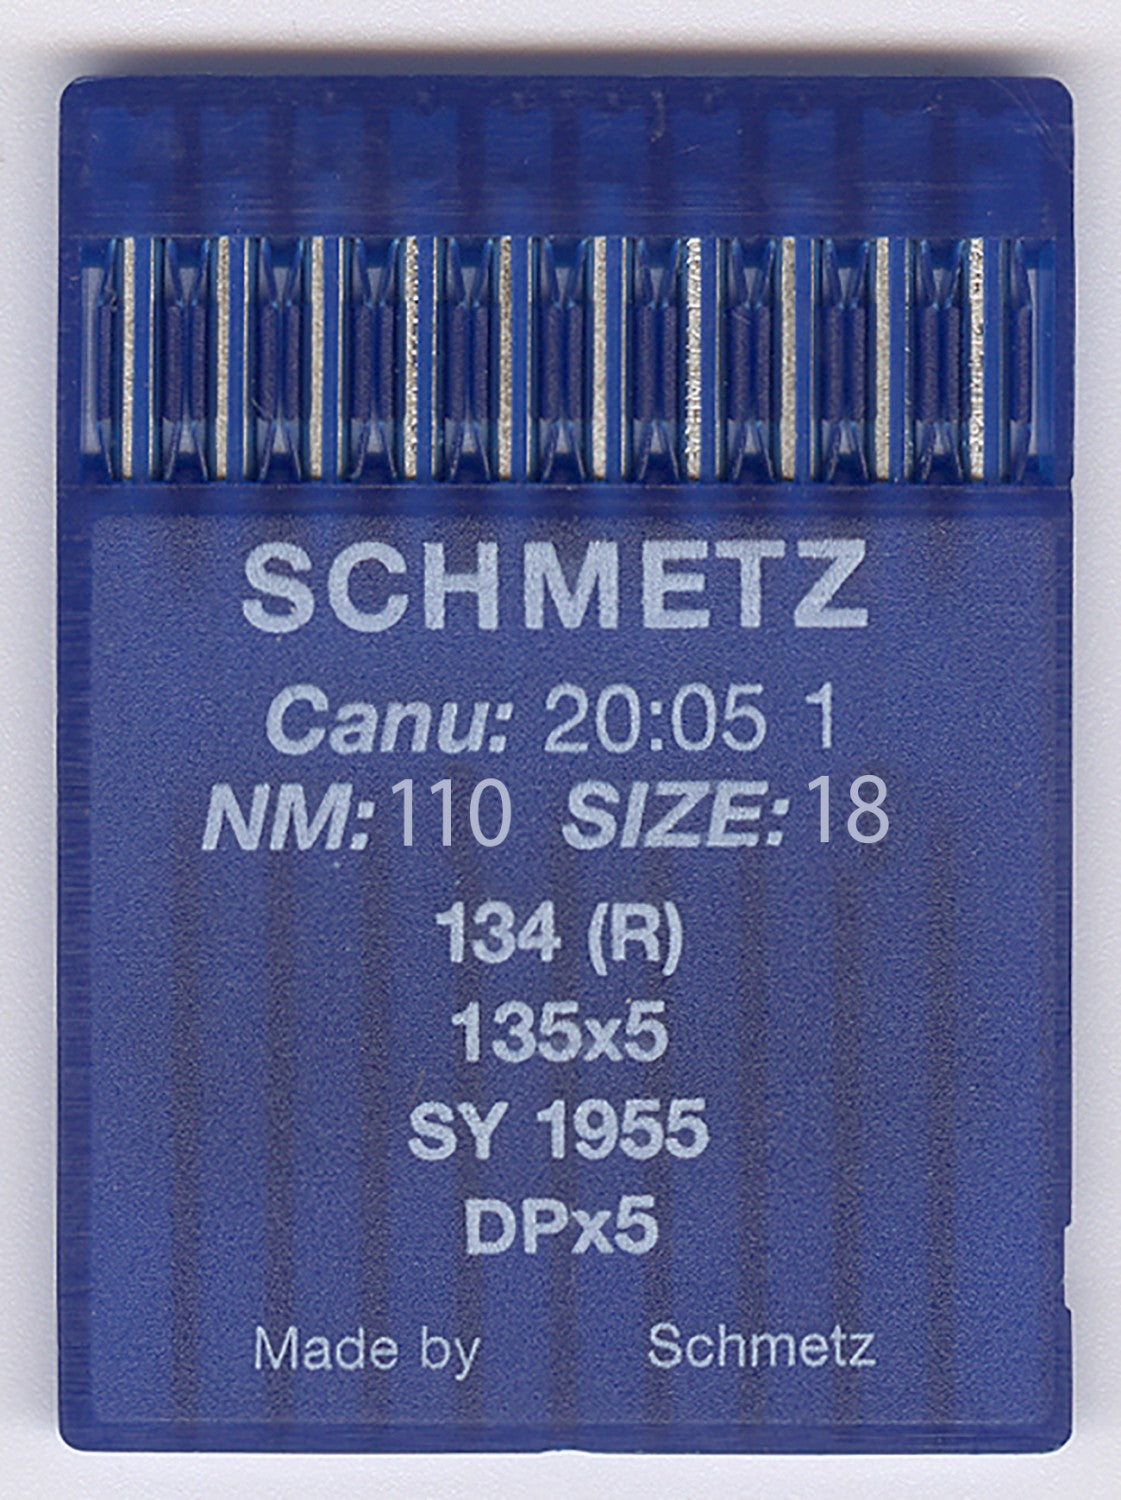 SCHMETZ
Canu: 20:05 1
NM: 110 SIZE: 18
134 (R)
135x5
SY 1955
DPx5
Made by Schmetz